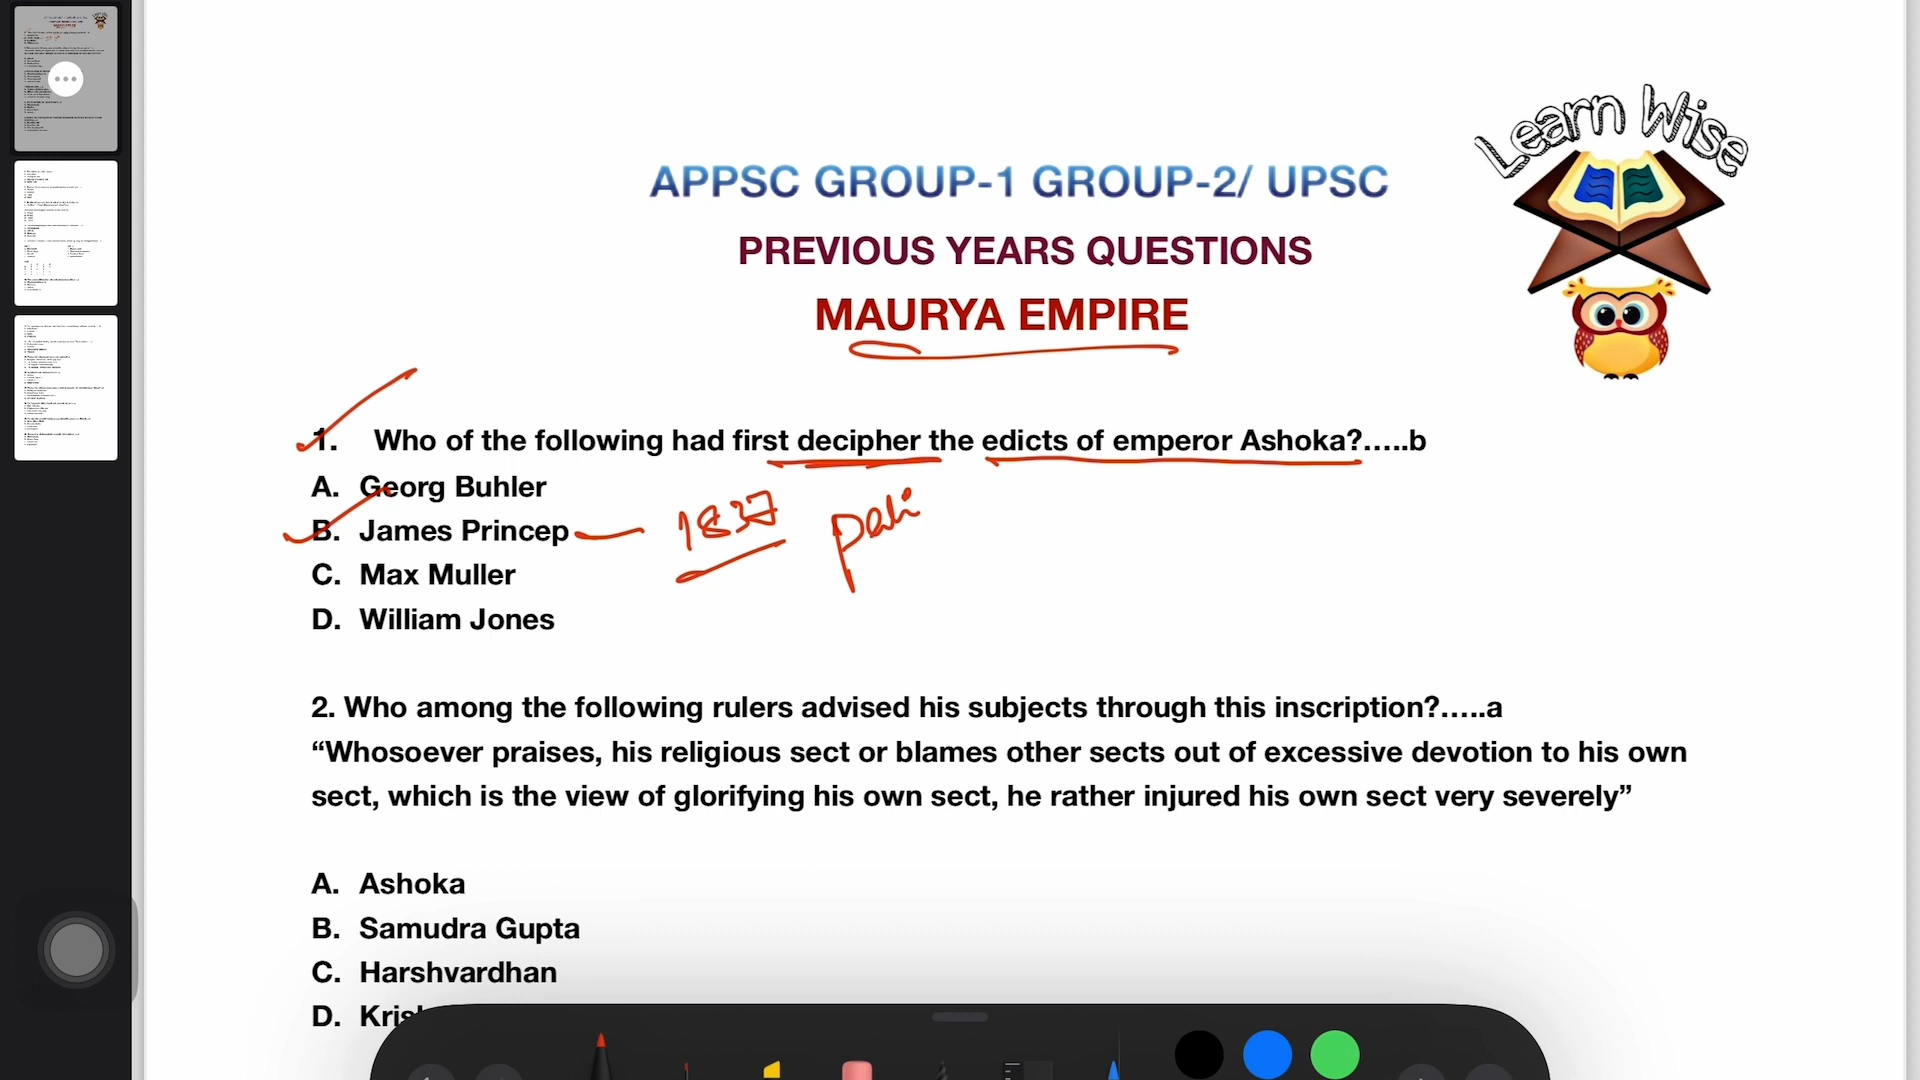 Learn Wise
APPSC GROUP-1 GROUP-2/ UPSC
PREVIOUS YEARS QUESTIONS
MAURYA EMPIRE
1. Who of the following had first decipher the edicts of emperor Ashoka?.....b
A. Georg Buhler
B. James Princep 1837 Pali
C. Max Muller
D. William Jones
2. Who among the following rulers advised his subjects through this inscription?.....a
“Whosoever praises, his religious sect or blames other sects out of excessive devotion to his own
sect, which is the view of glorifying his own sect, he rather injured his own sect very severely”
A. Ashoka
B. Samudra Gupta
C. Harshvardhan
D.